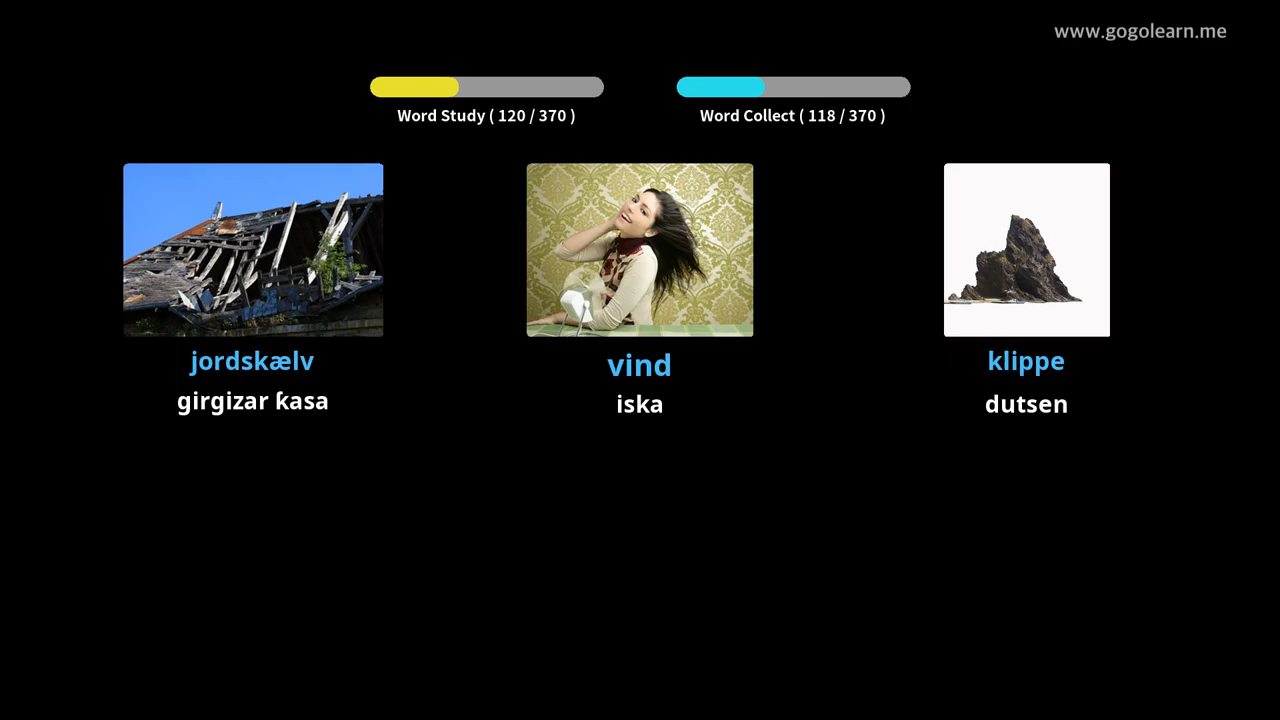 www.gogolearn.me
Word Study ( 120 / 370 )
Word Collect ( 118 / 370 )
jordskælv
vind
klippe
girgizar ƙasa
iska
dutsen